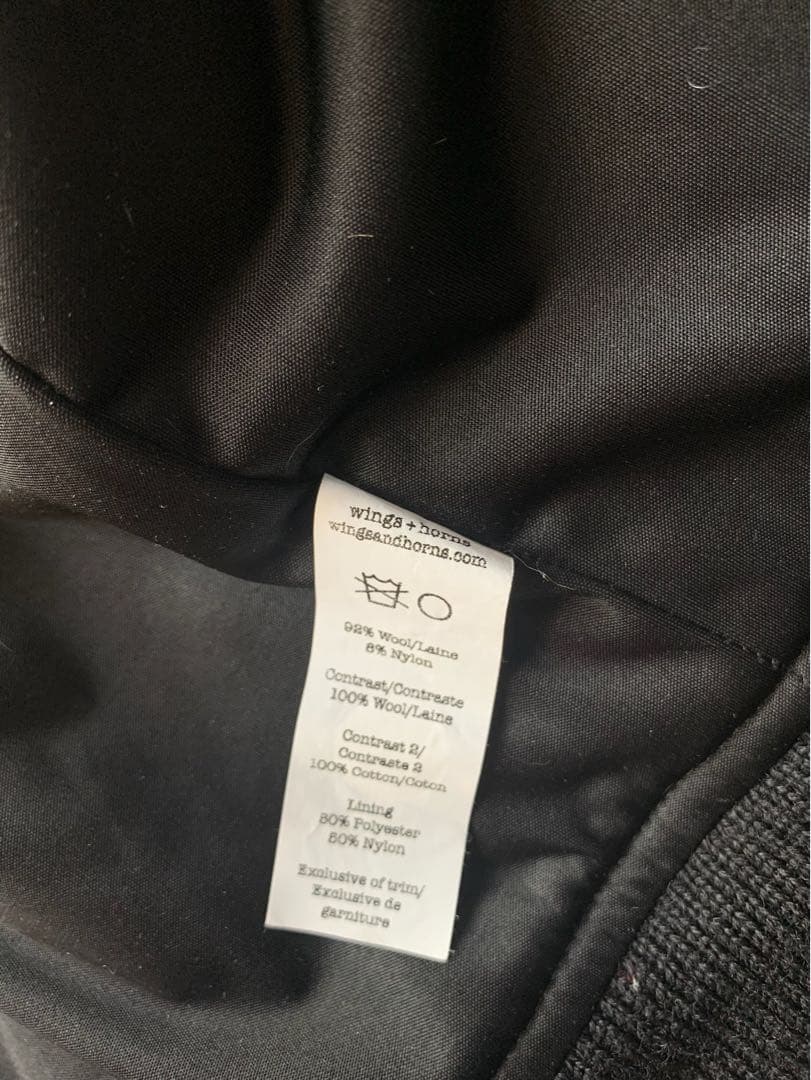 wings+horns
wingsandhorns.com
92% Wool/Laine
8% Nylon
Contrast/Contraste
100% Wool/Laine
Contrast 2/
Contraste 2
100% Cotton/Coton
Lining
50% Polyester
50% Nylon
Exclusive of trim/
Exclusive de
garniture